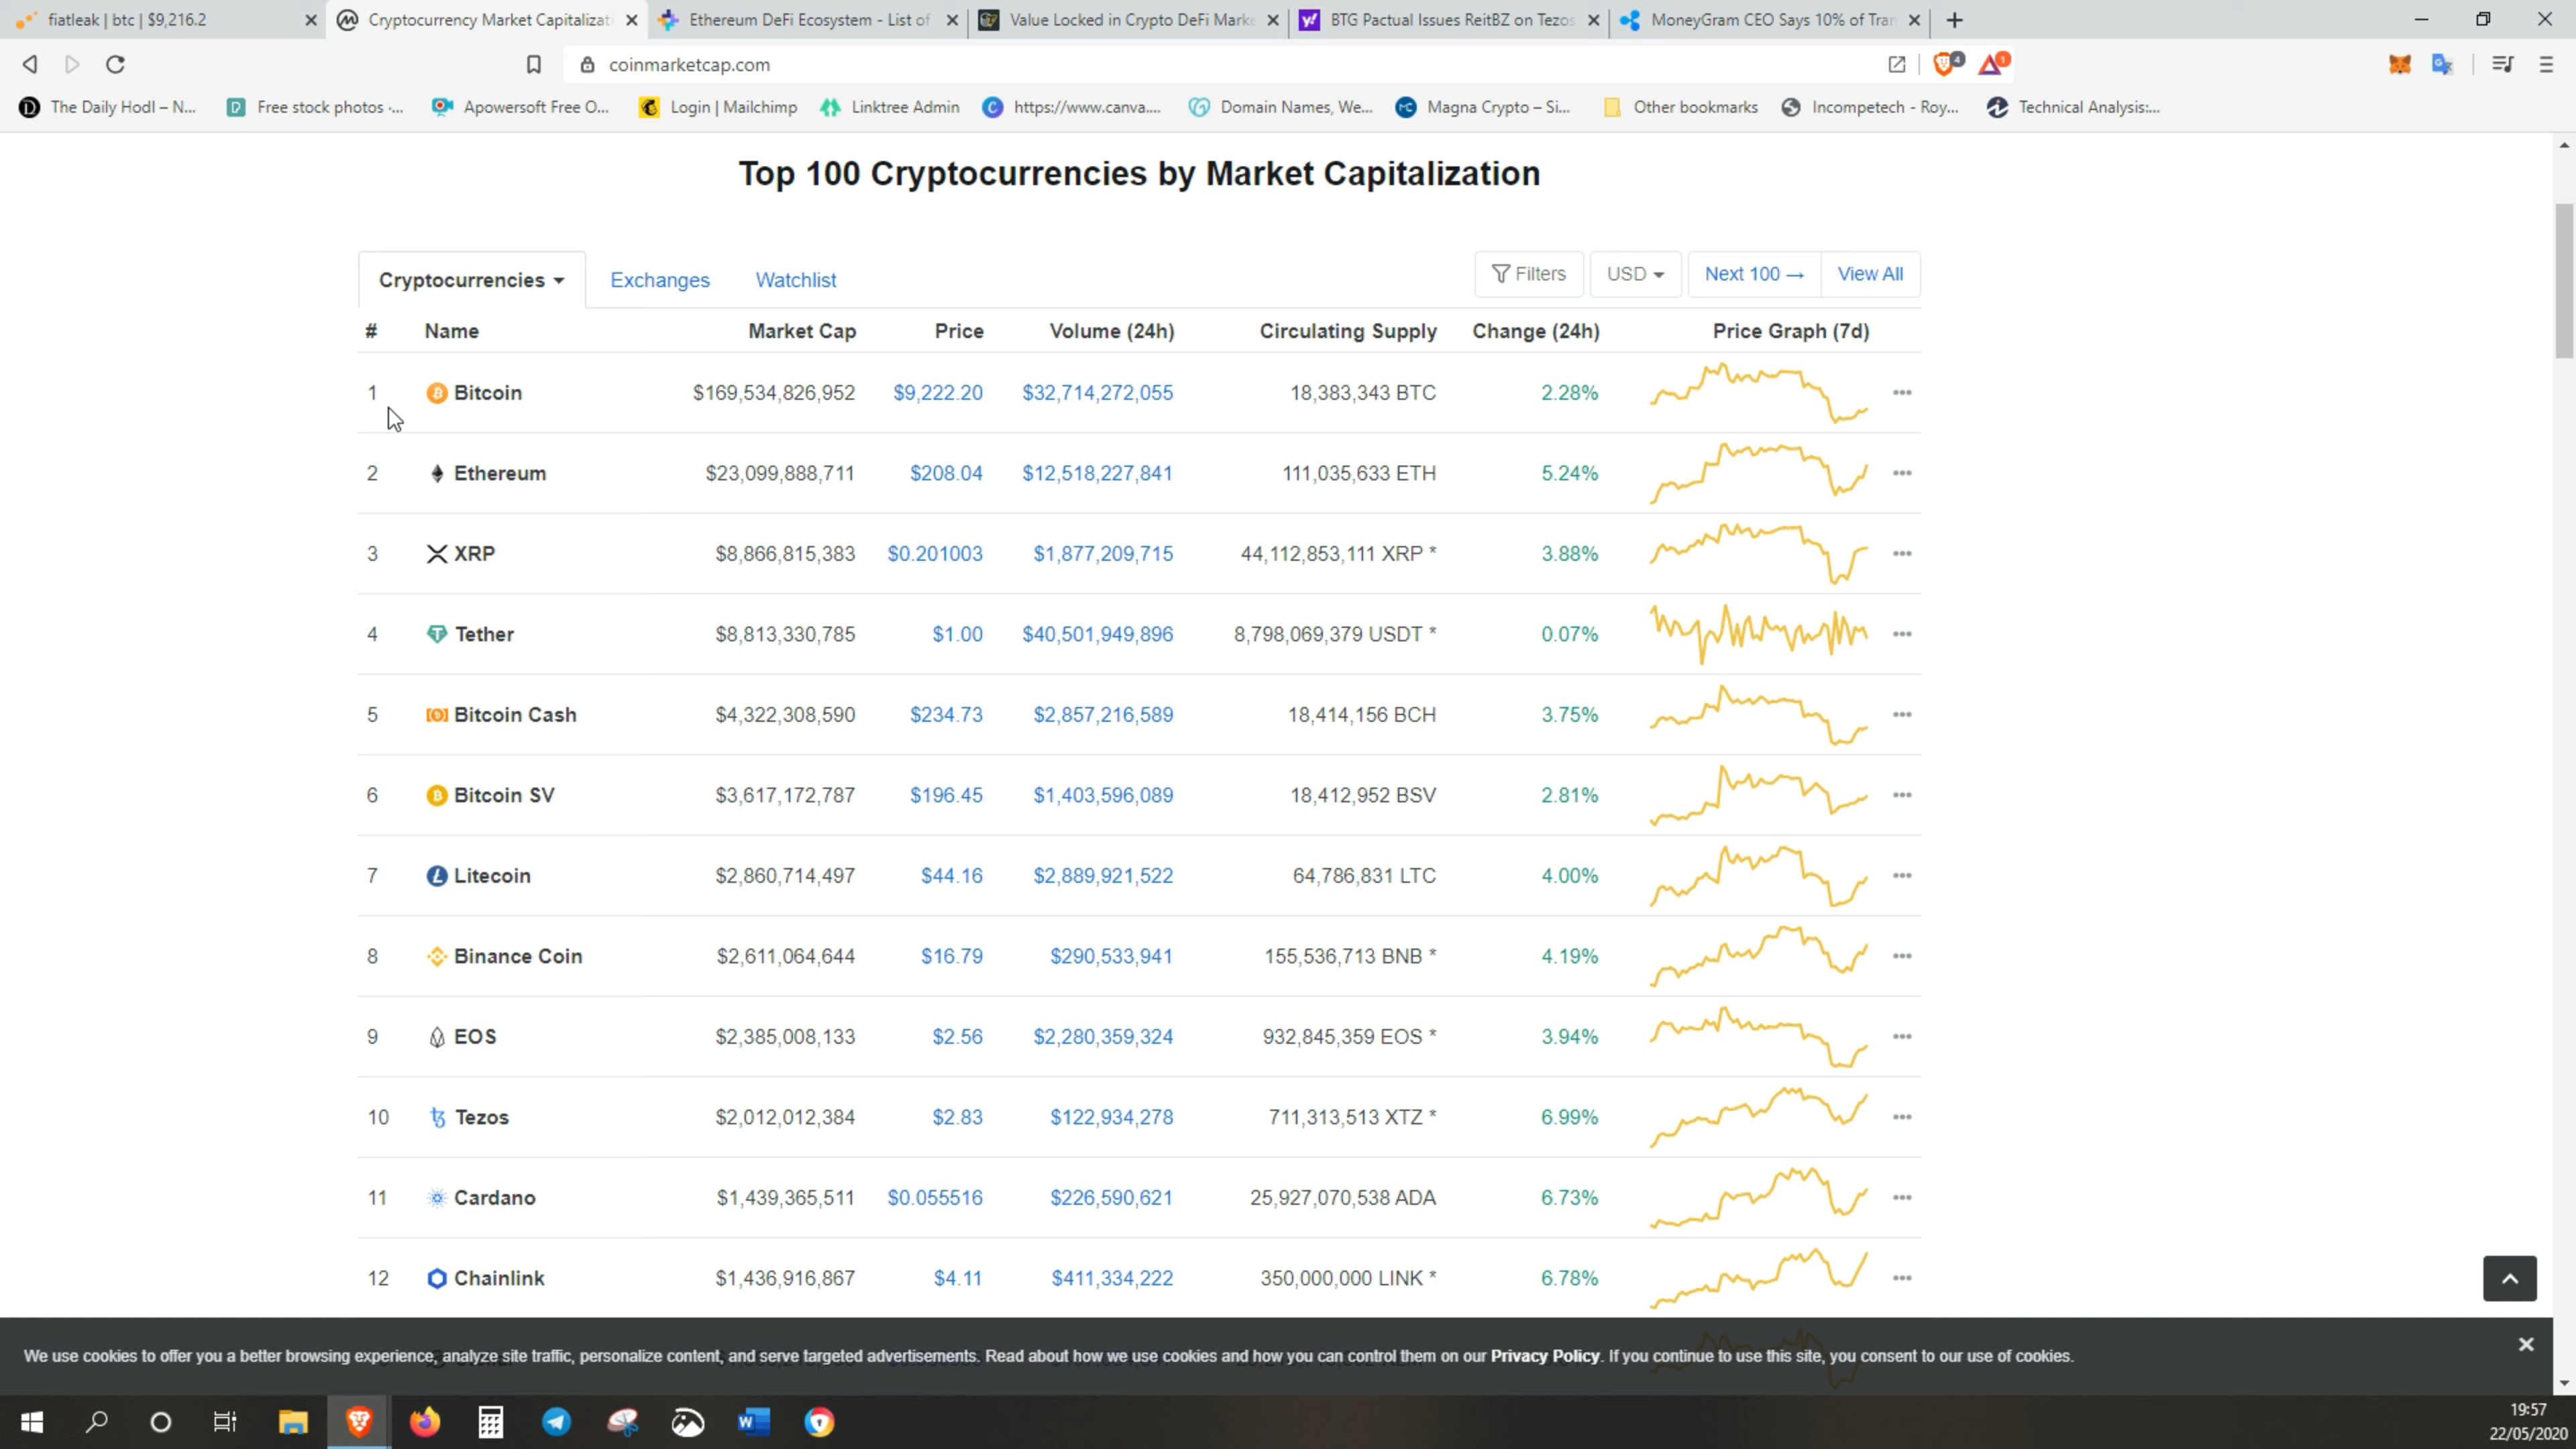 fiatleak | btc | $9,216.2
Cryptocurrency Market Capitalizati
Ethereum DeFi Ecosystem - List of
Value Locked in Crypto DeFi Marke
BTG Pactual Issues ReitBZ on Tezos
MoneyGram CEO Says 10% of Tran
coinmarketcap.com
4
1
The Daily Hodl – N...
Free stock photos ·...
Apowersoft Free O...
Login | Mailchimp
Linktree Admin
https://www.canva....
Domain Names, We...
Magna Crypto – Si...
Other bookmarks
Incompetech - Roy...
Technical Analysis:...
Top 100 Cryptocurrencies by Market Capitalization
Cryptocurrencies Exchanges Watchlist Filters USD Next 100 → View All
# Name Market Cap Price Volume (24h) Circulating Supply Change (24h) Price Graph (7d)
1 Bitcoin $169,534,826,952 $9,222.20 $32,714,272,055 18,383,343 BTC 2.28%
2 Ethereum $23,099,888,711 $208.04 $12,518,227,841 111,035,633 ETH 5.24%
3 XRP $8,866,815,383 $0.201003 $1,877,209,715 44,112,853,111 XRP * 3.88%
4 Tether $8,813,330,785 $1.00 $40,501,949,896 8,798,069,379 USDT * 0.07%
5 Bitcoin Cash $4,322,308,590 $234.73 $2,857,216,589 18,414,156 BCH 3.75%
6 Bitcoin SV $3,617,172,787 $196.45 $1,403,596,089 18,412,952 BSV 2.81%
7 Litecoin $2,860,714,497 $44.16 $2,889,921,522 64,786,831 LTC 4.00%
8 Binance Coin $2,611,064,644 $16.79 $290,533,941 155,536,713 BNB * 4.19%
9 EOS $2,385,008,133 $2.56 $2,280,359,324 932,845,359 EOS * 3.94%
10 Tezos $2,012,012,384 $2.83 $122,934,278 711,313,513 XTZ * 6.99%
11 Cardano $1,439,365,511 $0.055516 $226,590,621 25,927,070,538 ADA 6.73%
12 Chainlink $1,436,916,867 $4.11 $411,334,222 350,000,000 LINK * 6.78%
We use cookies to offer you a better browsing experience, analyze site traffic, personalize content, and serve targeted advertisements. Read about how we use cookies and how you can control them on our Privacy Policy. If you continue to use this site, you consent to our use of cookies.
19:57
22/05/2020